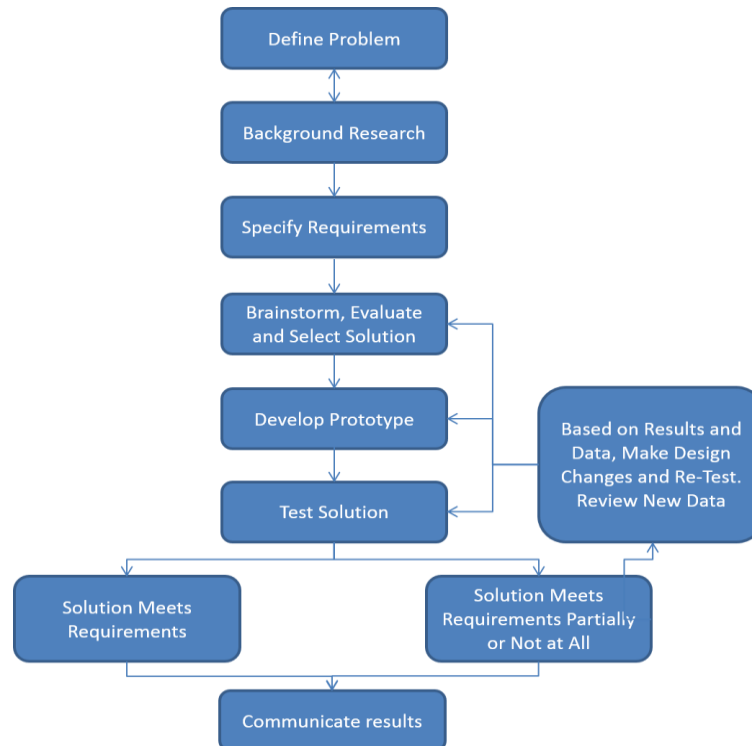 Define Problem
Background Research
Specify Requirements
Brainstorm, Evaluate
and Select Solution
Develop Prototype
Based on Results and
Data, Make Design
Changes and Re-Test.
Review New Data
Test Solution
Solution Meets
Requirements
Solution Meets
Requirements Partially
or Not at All
Communicate results